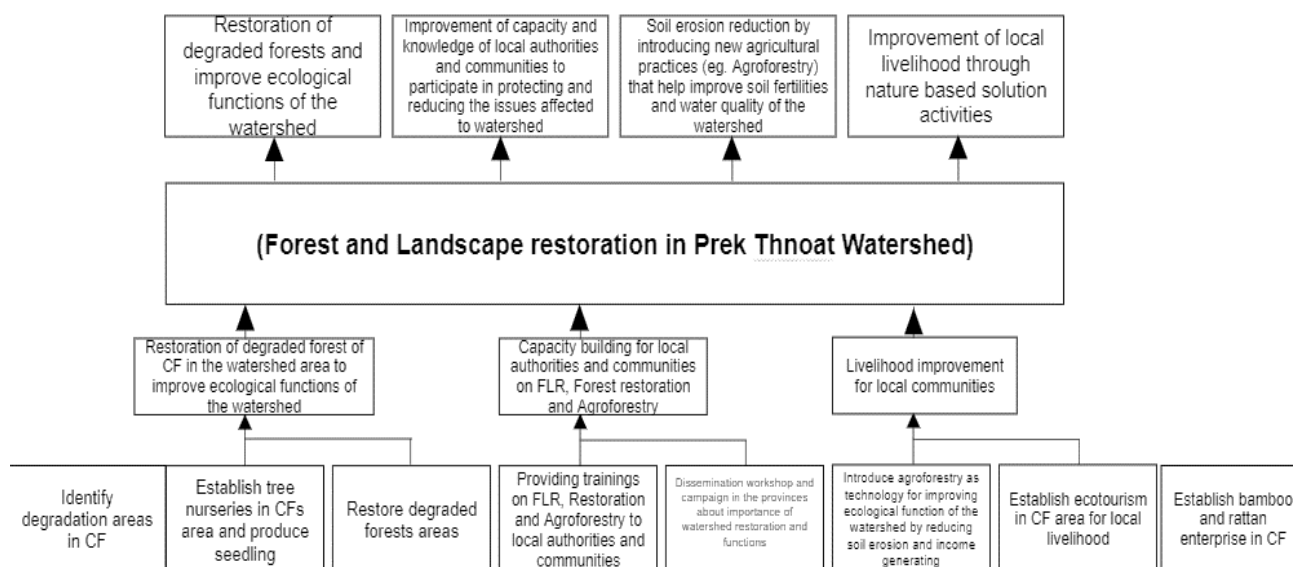 Restoration of
degraded forests and
improve ecological
functions of the
watershed
Improvement of capacity and
knowledge of local authorities
and communities to
participate in protecting and
reducing the issues affected
to watershed
Soil erosion reduction by
introducing new agricultural
practices (eg. Agroforestry)
that help improve soil fertilities
and water quality of the
watershed
Improvement of local
livelihood through
nature based solution
activities
(Forest and Landscape restoration in Prek Thnoat Watershed)
Restoration of degraded forest of
CF in the watershed area to
improve ecological functions of
the watershed
Capacity building for local
authorities and communities
on FLR, Forest restoration
and Agroforestry
Livelihood improvement
for local communities
Identify
degradation areas
in CF
Establish tree
nurseries in CFs
area and produce
seedling
Restore degraded
forests areas
Providing trainings
on FLR, Restoration
and Agroforestry to
local authorities and
communities
Dissemination workshop and
campaign in the provinces
about importance of
watershed restoration and
functions
Introduce agroforestry as
technology for improving
ecological function of the
watershed by reducing
soil erosion and income
generating
Establish ecotourism
in CF area for local
livelihood
Establish bamboo
and rattan
enterprise in CF